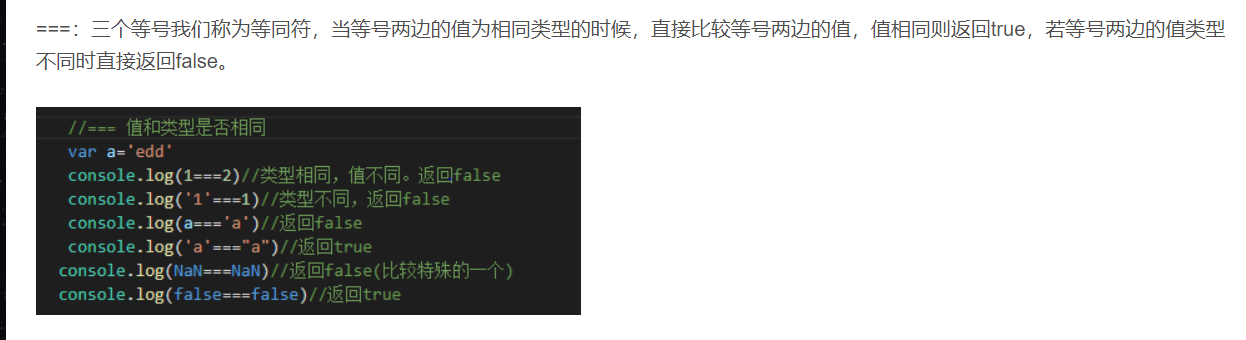 ===：三个等号我们称为等同符，当等号两边的值为相同类型的时候，直接比较等号两边的值，值相同则返回true，若等号两边的值类型
不同时直接返回false。
//=== 值和类型是否相同
var a='edd'
console.log(1===2)//类型相同，值不同。返回false
console.log('1'===1)//类型不同，返回false
console.log(a==='a')//返回false
console.log('a'==="a")//返回true
console.log(NaN===NaN)//返回false(比较特殊的一个)
console.log(false===false)//返回true